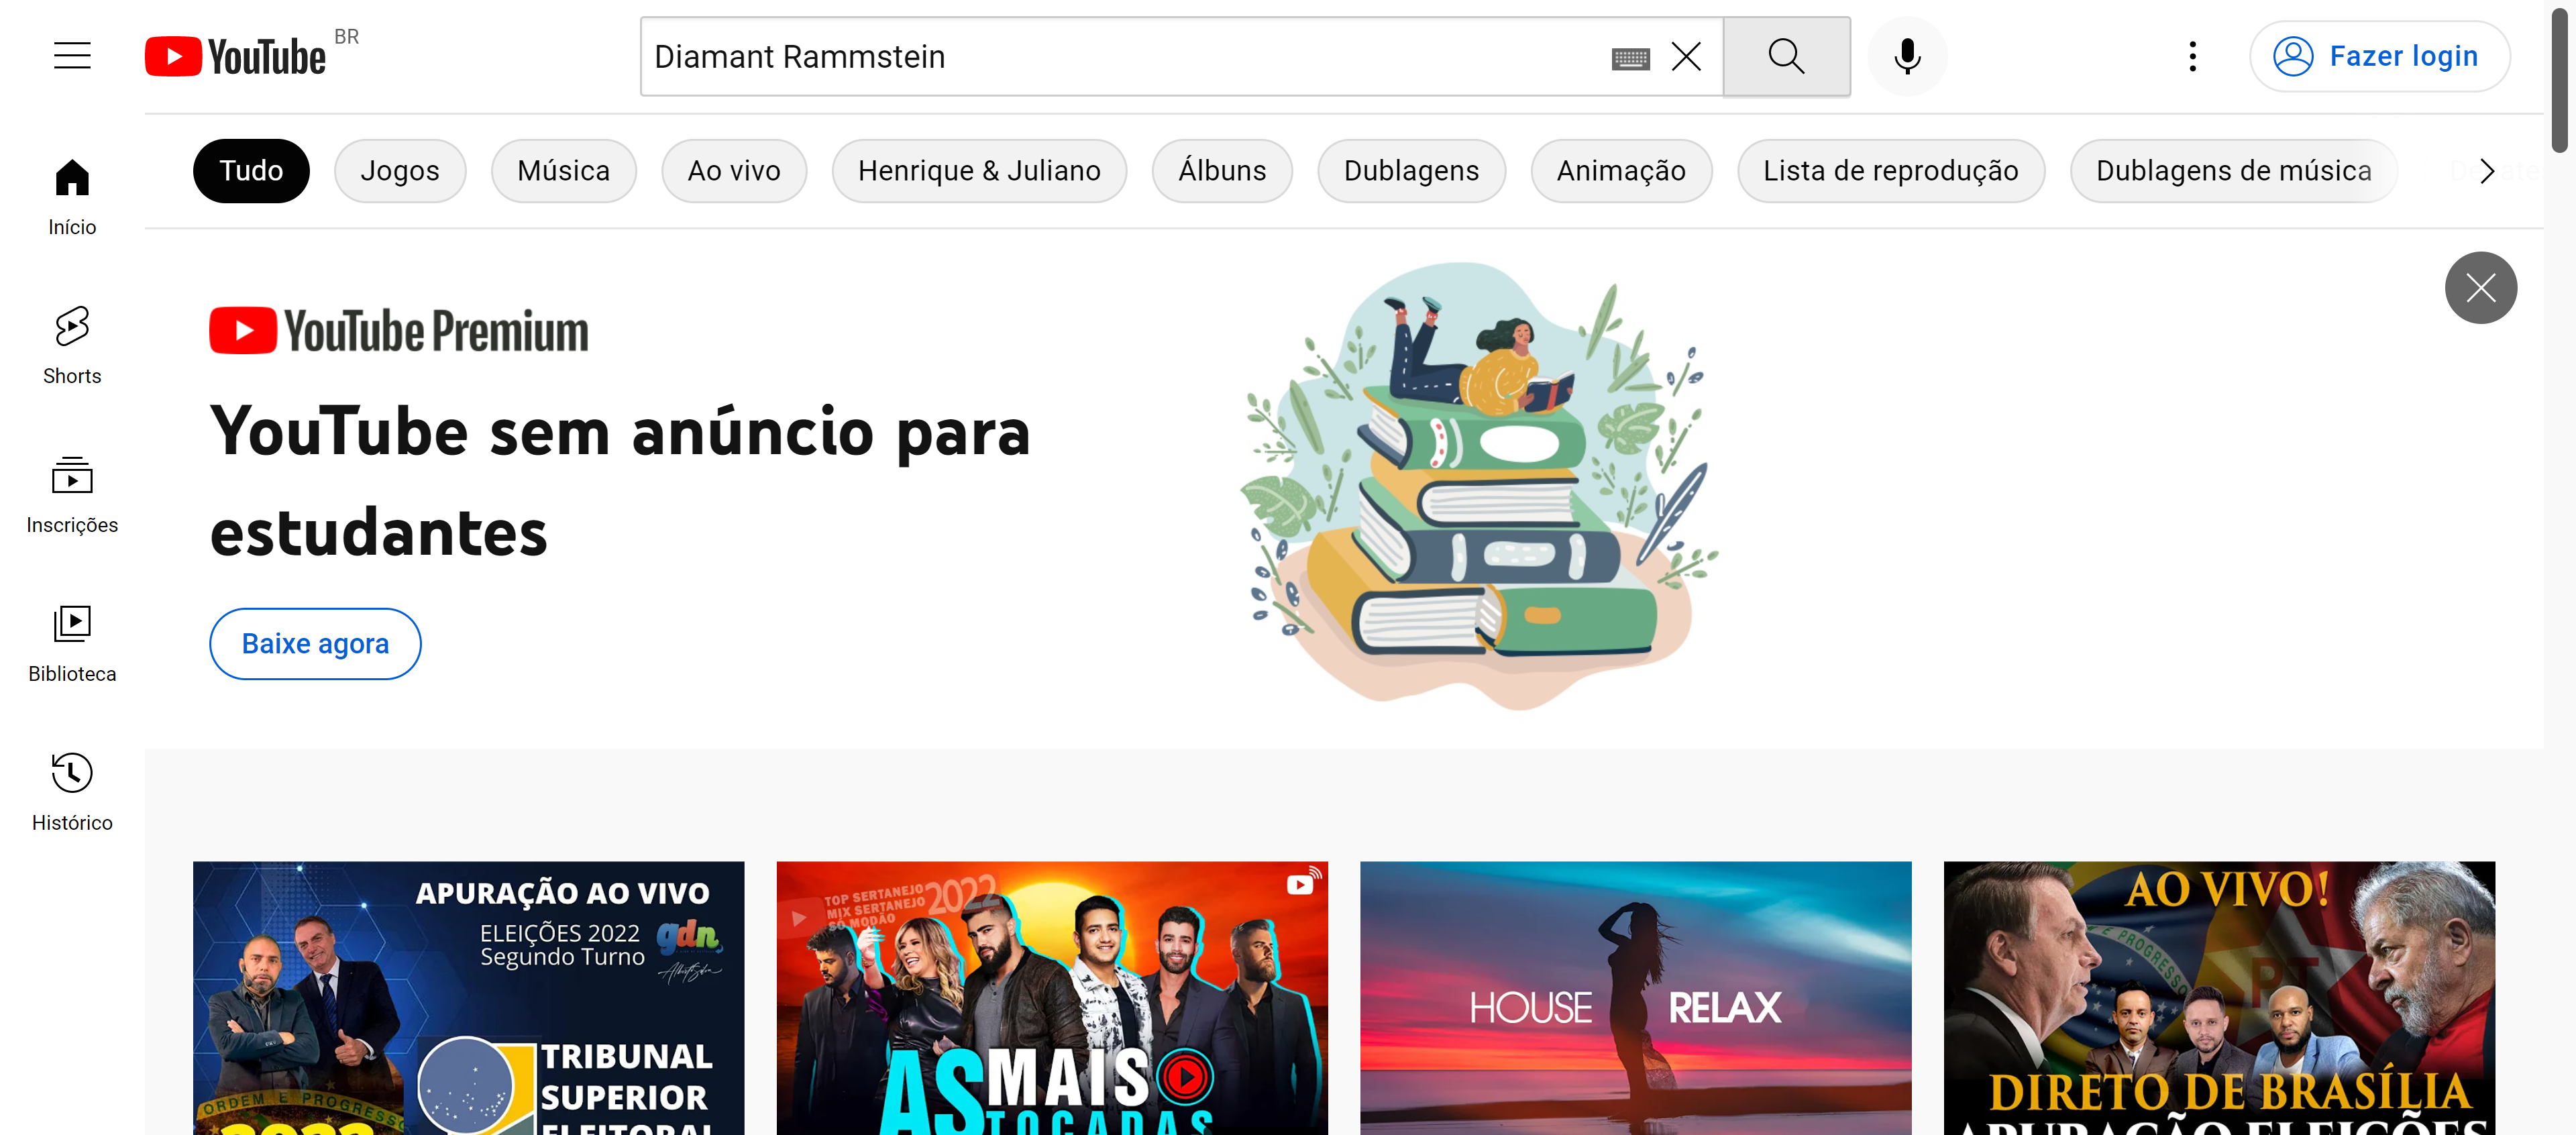 YouTube BR
Diamant Rammstein
Fazer login
Tudo
Jogos
Música
Ao vivo
Henrique & Juliano
Álbuns
Dublagens
Animação
Lista de reprodução
Dublagens de música
Início
Shorts
Inscrições
Biblioteca
Histórico
YouTube Premium
YouTube sem anúncio para
estudantes
Baixe agora
APURAÇÃO AO VIVO
ELEIÇÕES 2022
Segundo Turno
gdn
TRIBUNAL
SUPERIOR
ELEITORAL
ORDEM E PROGRESSO
2022
TOP SERTANEJO
MIX SERTANEJO
SÓ MODÃO
2022
AS MAIS
TOCADAS
HOUSE RELAX
AO VIVO!
E PROGRESSO
PT
DIRETO DE BRASÍLIA
APURAÇÃO ELEIÇÕES